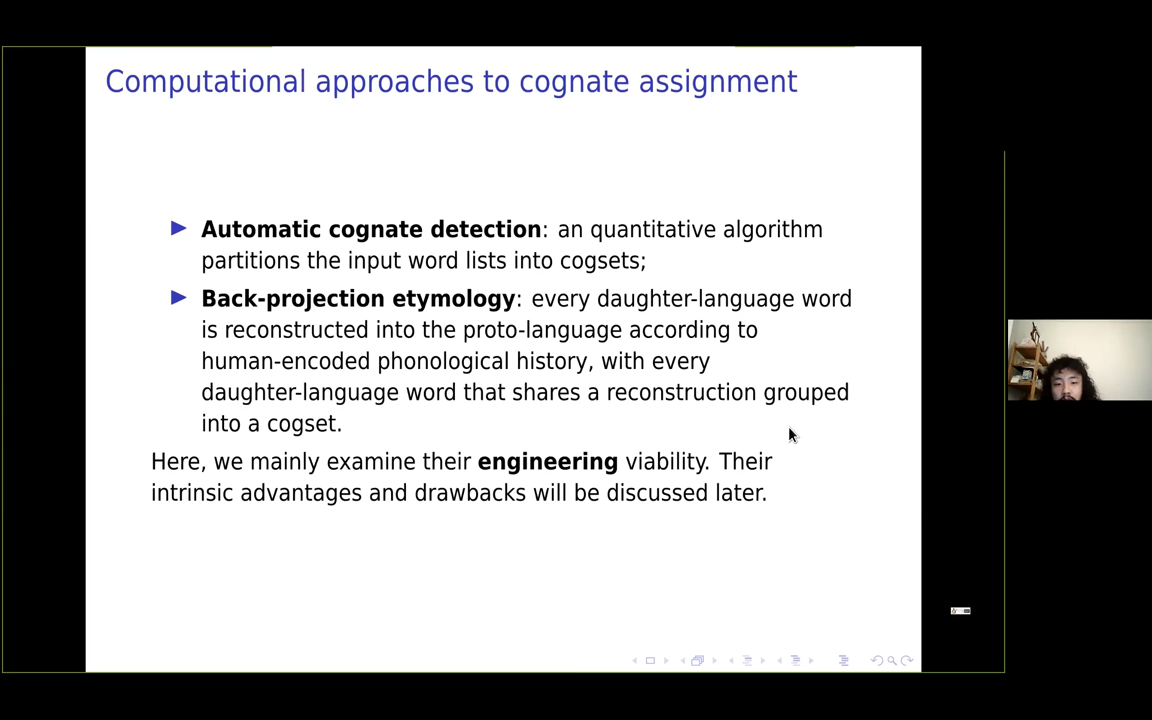 Computational approaches to cognate assignment
Automatic cognate detection: an quantitative algorithm
partitions the input word lists into cogsets;
Back-projection etymology: every daughter-language word
is reconstructed into the proto-language according to
human-encoded phonological history, with every
daughter-language word that shares a reconstruction grouped
into a cogset.
Here, we mainly examine their engineering viability. Their
intrinsic advantages and drawbacks will be discussed later.